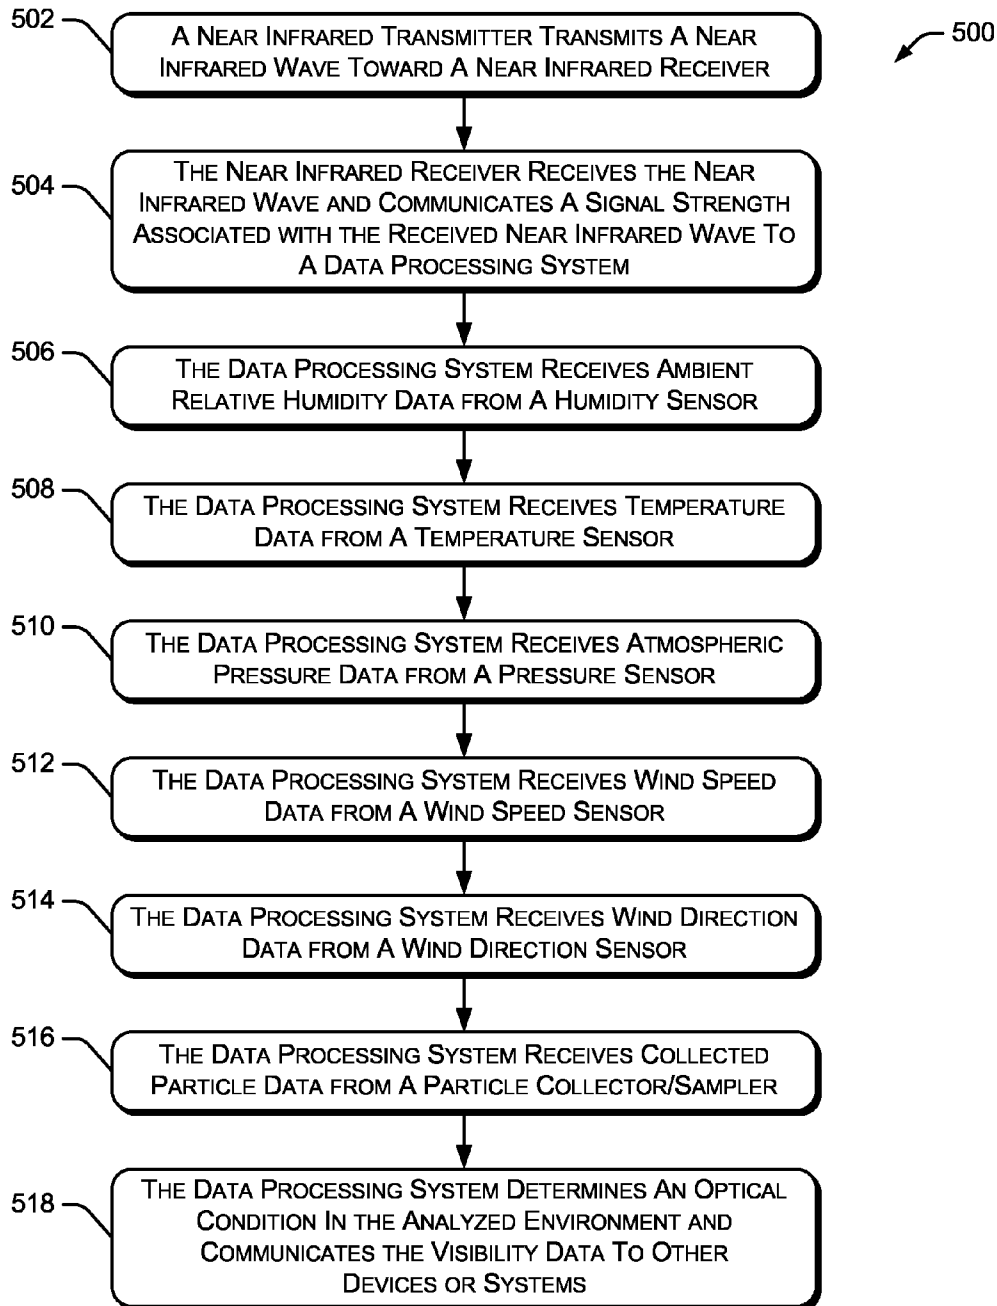 500
502
A NEAR INFRARED TRANSMITTER TRANSMITS A NEAR
INFRARED WAVE TOWARD A NEAR INFRARED RECEIVER
504
THE NEAR INFRARED RECEIVER RECEIVES THE NEAR
INFRARED WAVE AND COMMUNICATES A SIGNAL STRENGTH
ASSOCIATED WITH THE RECEIVED NEAR INFRARED WAVE TO
A DATA PROCESSING SYSTEM
506
THE DATA PROCESSING SYSTEM RECEIVES AMBIENT
RELATIVE HUMIDITY DATA FROM A HUMIDITY SENSOR
508
THE DATA PROCESSING SYSTEM RECEIVES TEMPERATURE
DATA FROM A TEMPERATURE SENSOR
510
THE DATA PROCESSING SYSTEM RECEIVES ATMOSPHERIC
PRESSURE DATA FROM A PRESSURE SENSOR
512
THE DATA PROCESSING SYSTEM RECEIVES WIND SPEED
DATA FROM A WIND SPEED SENSOR
514
THE DATA PROCESSING SYSTEM RECEIVES WIND DIRECTION
DATA FROM A WIND DIRECTION SENSOR
516
THE DATA PROCESSING SYSTEM RECEIVES COLLECTED
PARTICLE DATA FROM A PARTICLE COLLECTOR/SAMPLER
518
THE DATA PROCESSING SYSTEM DETERMINES AN OPTICAL
CONDITION IN THE ANALYZED ENVIRONMENT AND
COMMUNICATES THE VISIBILITY DATA TO OTHER
DEVICES OR SYSTEMS